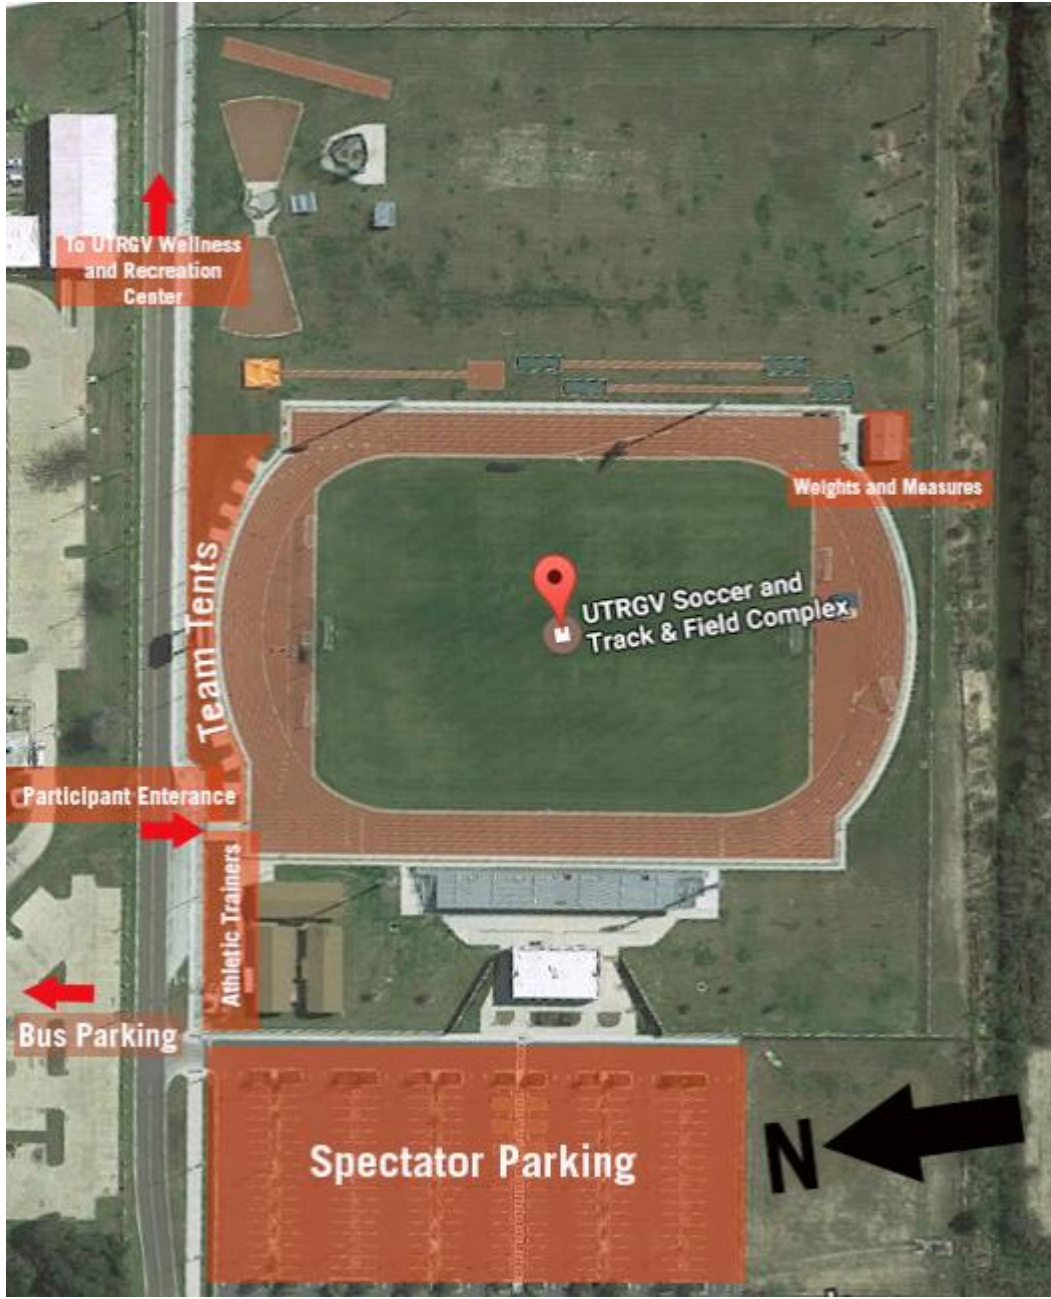 To UTRGV Wellness
and Recreation
Center
Weights and Measures
Team Tents
UTRGV Soccer and
Track & Field Complex
Participant Enterance
Athletic Trainers
Bus Parking
Spectator Parking
N